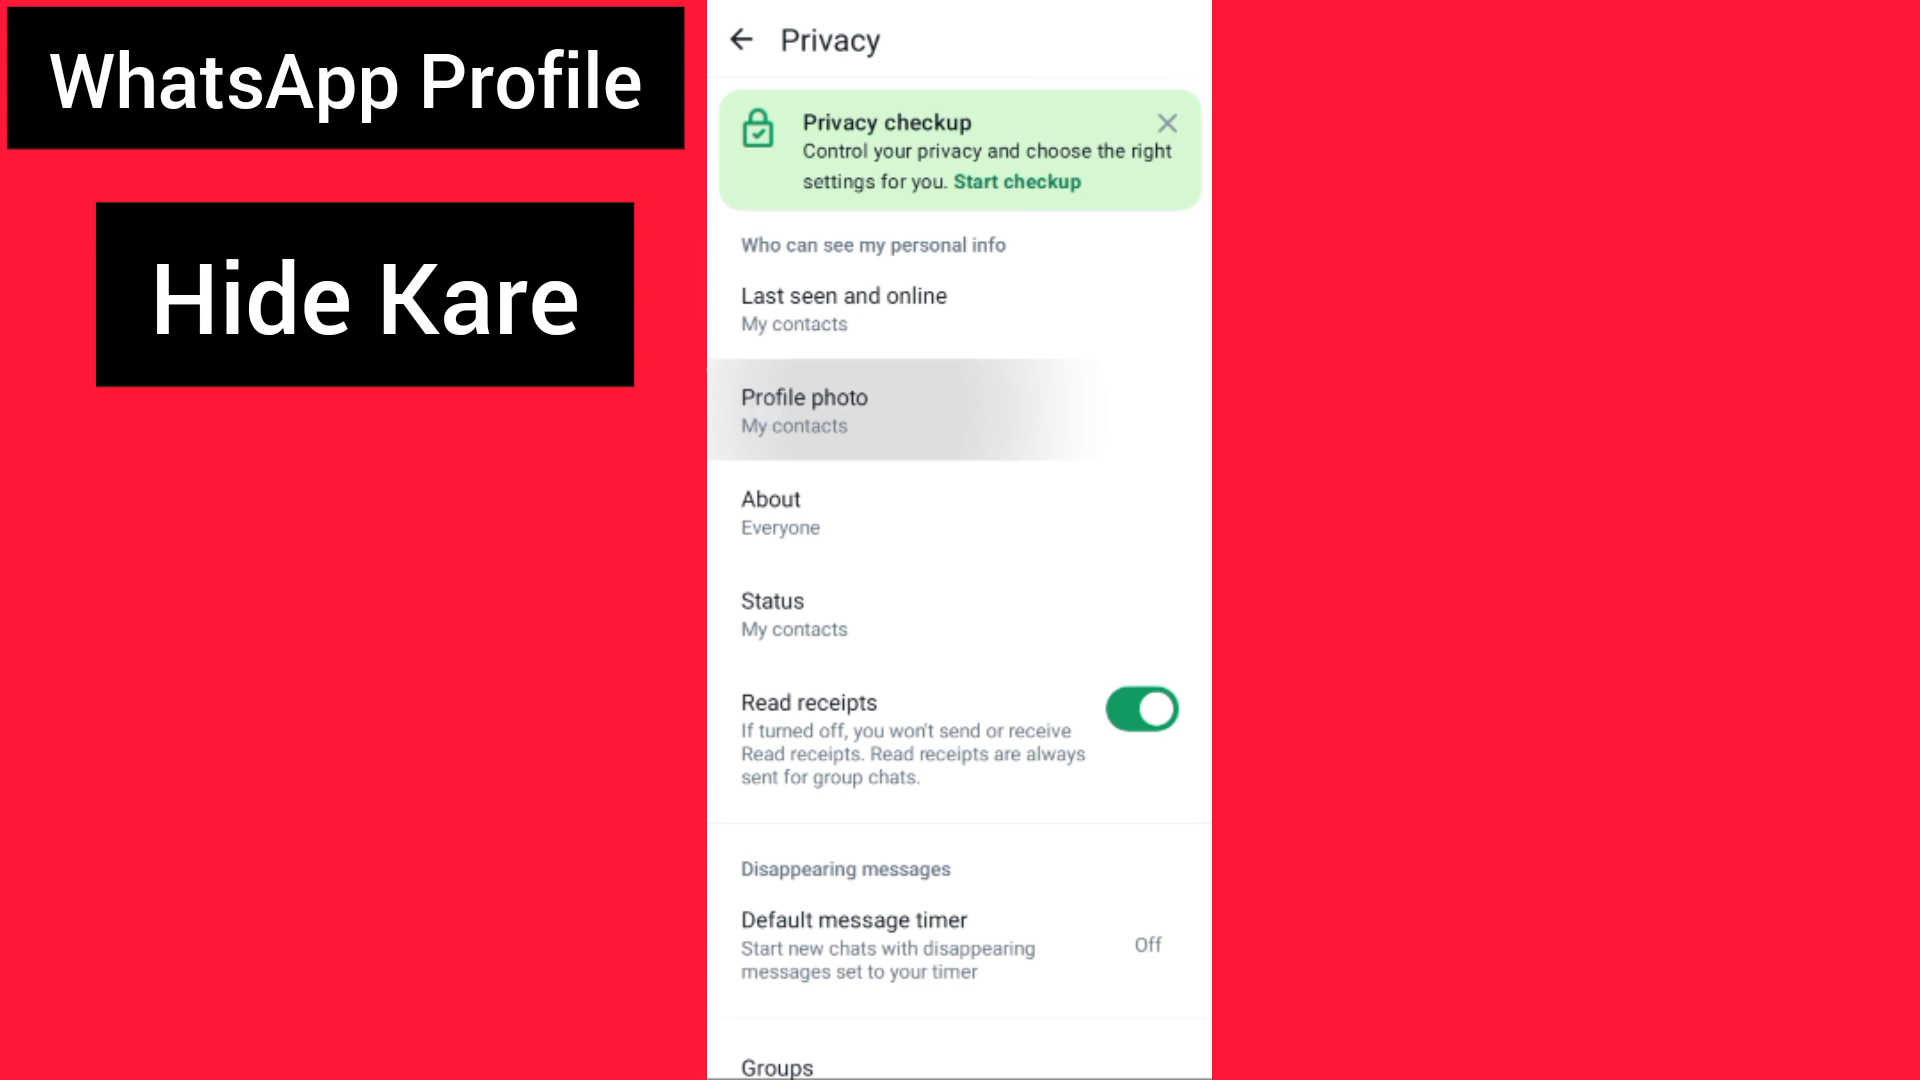 WhatsApp Profile
Hide Kare
Privacy
Privacy checkup
Control your privacy and choose the right
settings for you. Start checkup
Who can see my personal info
Last seen and online
My contacts
Profile photo
My contacts
About
Everyone
Status
My contacts
Read receipts
If turned off, you won't send or receive
Read receipts. Read receipts are always
sent for group chats.
Disappearing messages
Default message timer
Start new chats with disappearing
messages set to your timer
Off
Groups